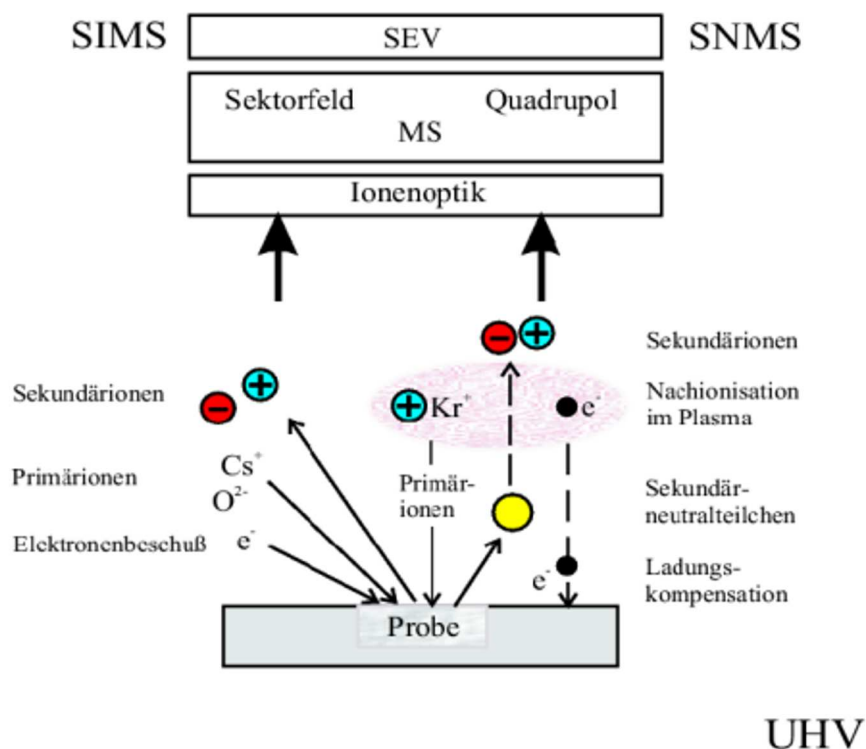 SIMS
SEV
SNMS
Sektorfeld
Quadrupol
MS
Ionenoptik
Sekundärionen
Sekundärionen
Kr⁺
e⁻
Nachionisation
im Plasma
Primärionen
Cs⁺
O²⁻
Primär-
ionen
Sekundär-
neutralteilchen
Elektronenbeschuß
e⁻
e⁻
Ladungs-
kompensation
Probe
UHV